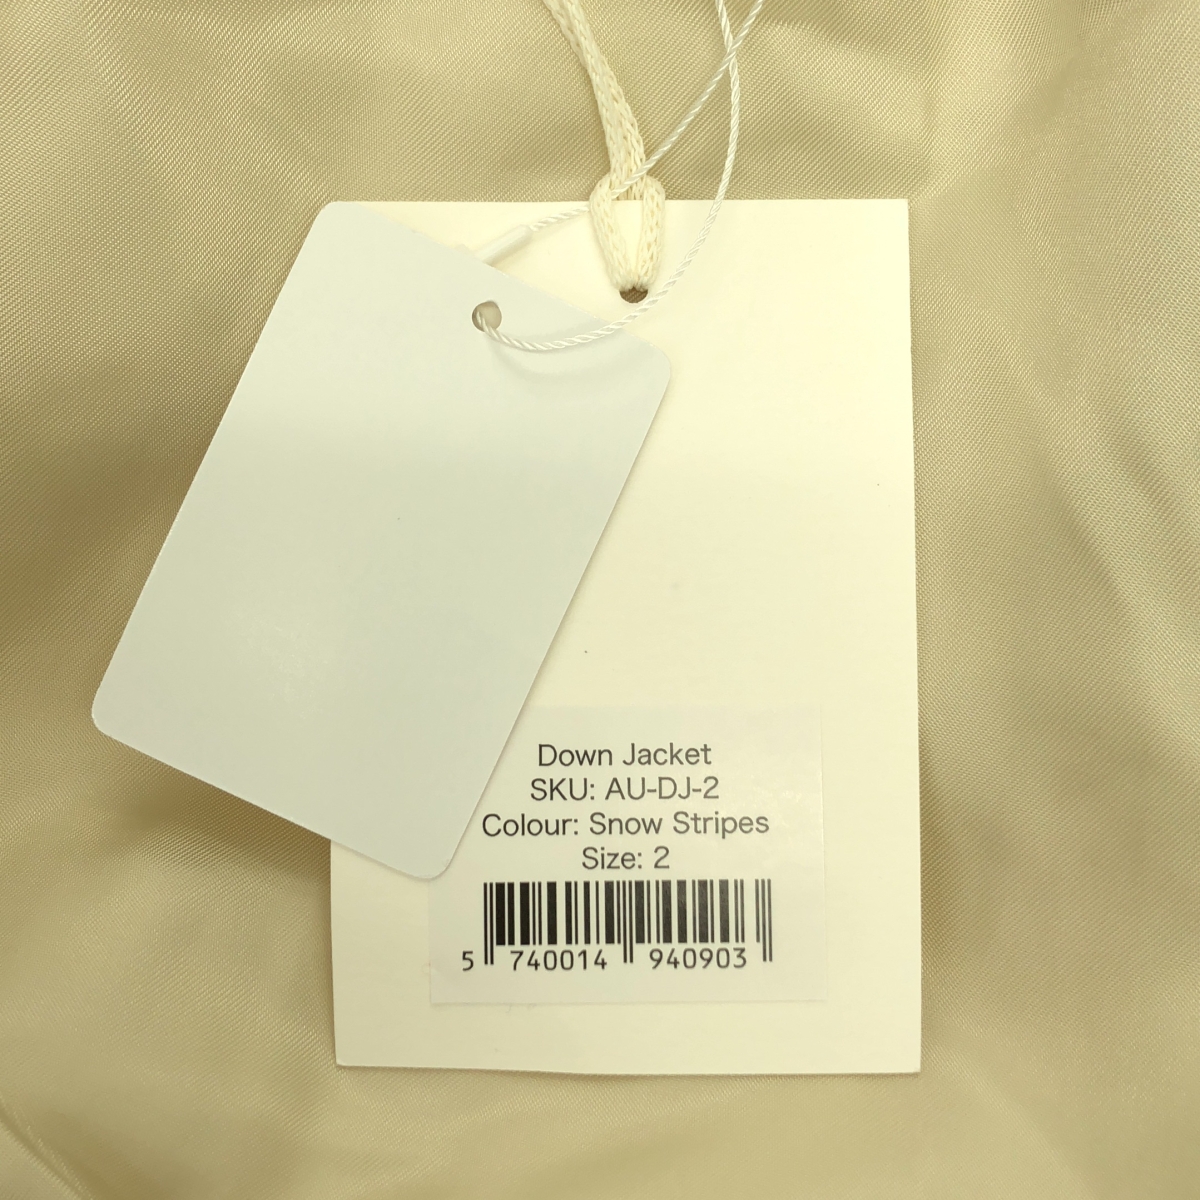 Down Jacket
SKU: AU-DJ-2
Colour: Snow Stripes
Size: 2
5 740014 940903